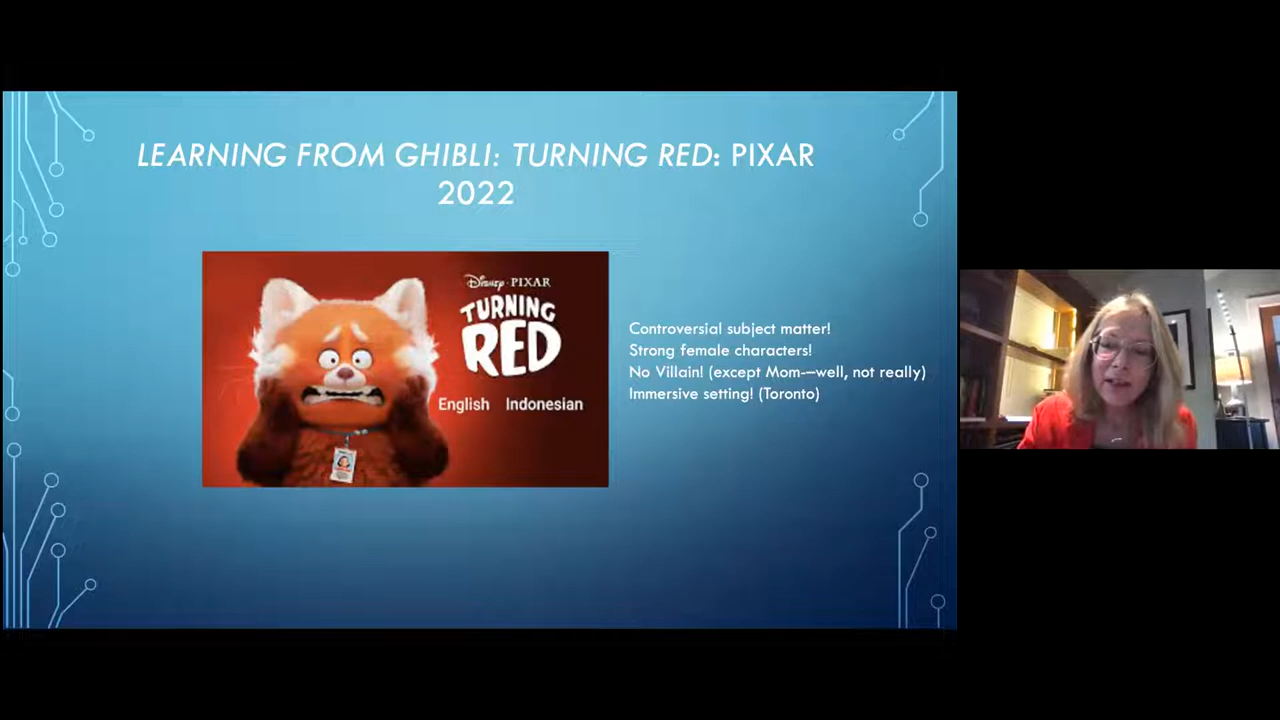 LEARNING FROM GHIBLI: TURNING RED: PIXAR
2022
Disney · PIXAR
TURNING
RED
English Indonesian
Controversial subject matter!
Strong female characters!
No Villain! (except Mom-—well, not really)
Immersive setting! (Toronto)